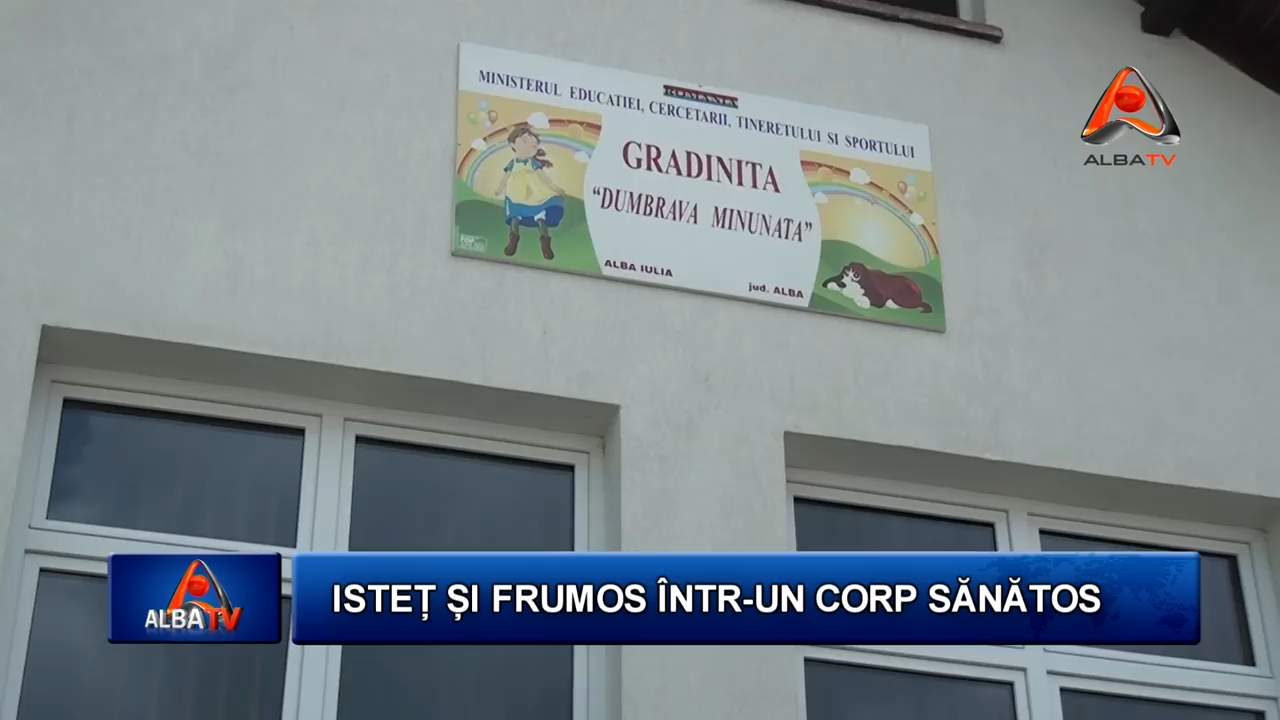 ROMANIA
MINISTERUL EDUCATIEI, CERCETARII, TINERETULUI SI SPORTULUI
GRADINITA
"DUMBRAVA MINUNATA"
ALBA IULIA
jud. ALBA
ALBATV
ALBATV
ISTEȚ ȘI FRUMOS ÎNTR-UN CORP SĂNĂTOS